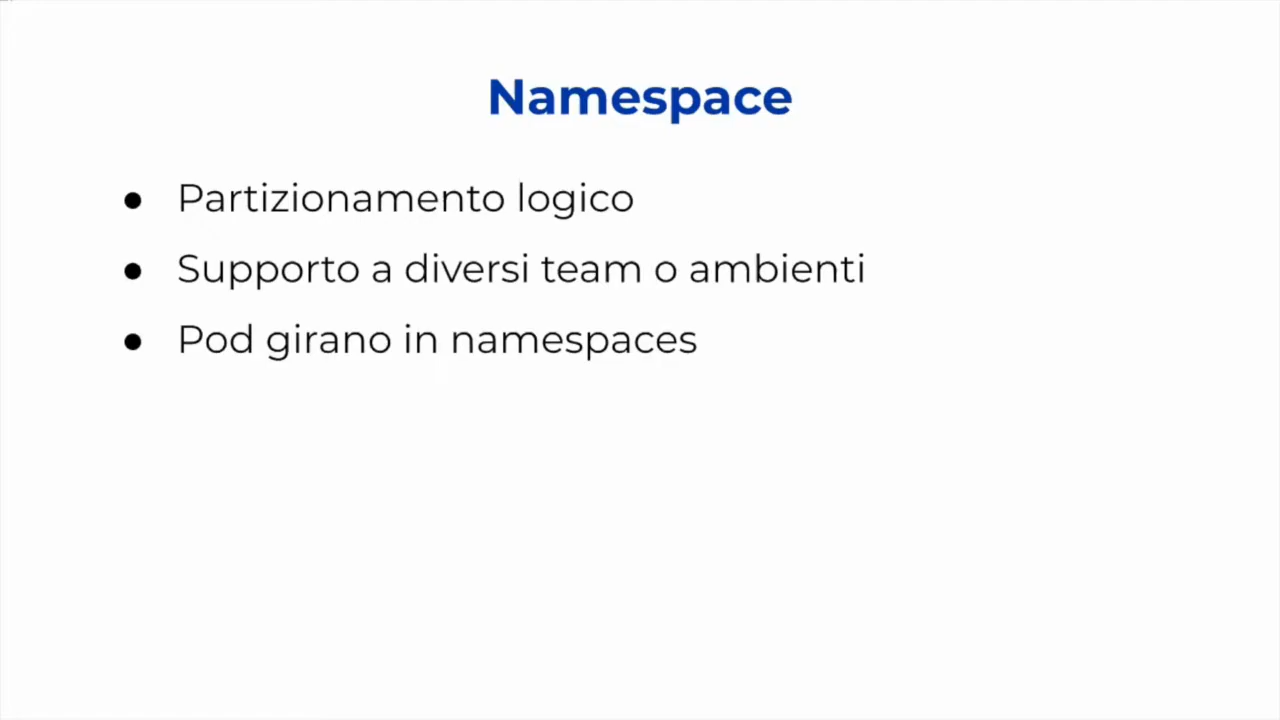 Namespace
● Partizionamento logico
● Supporto a diversi team o ambienti
● Pod girano in namespaces